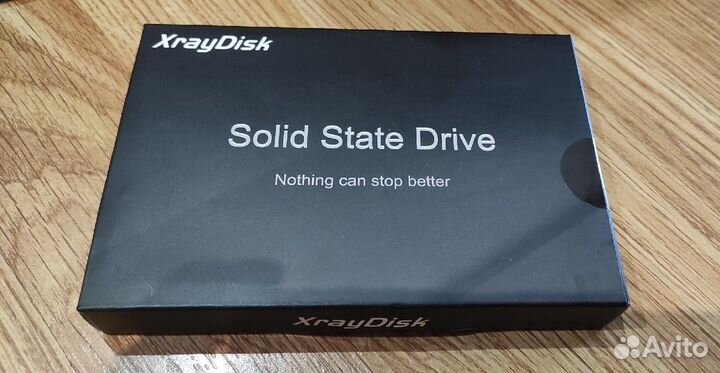 XrayDisk
Solid State Drive
Nothing can stop better
XrayDisk
Avito